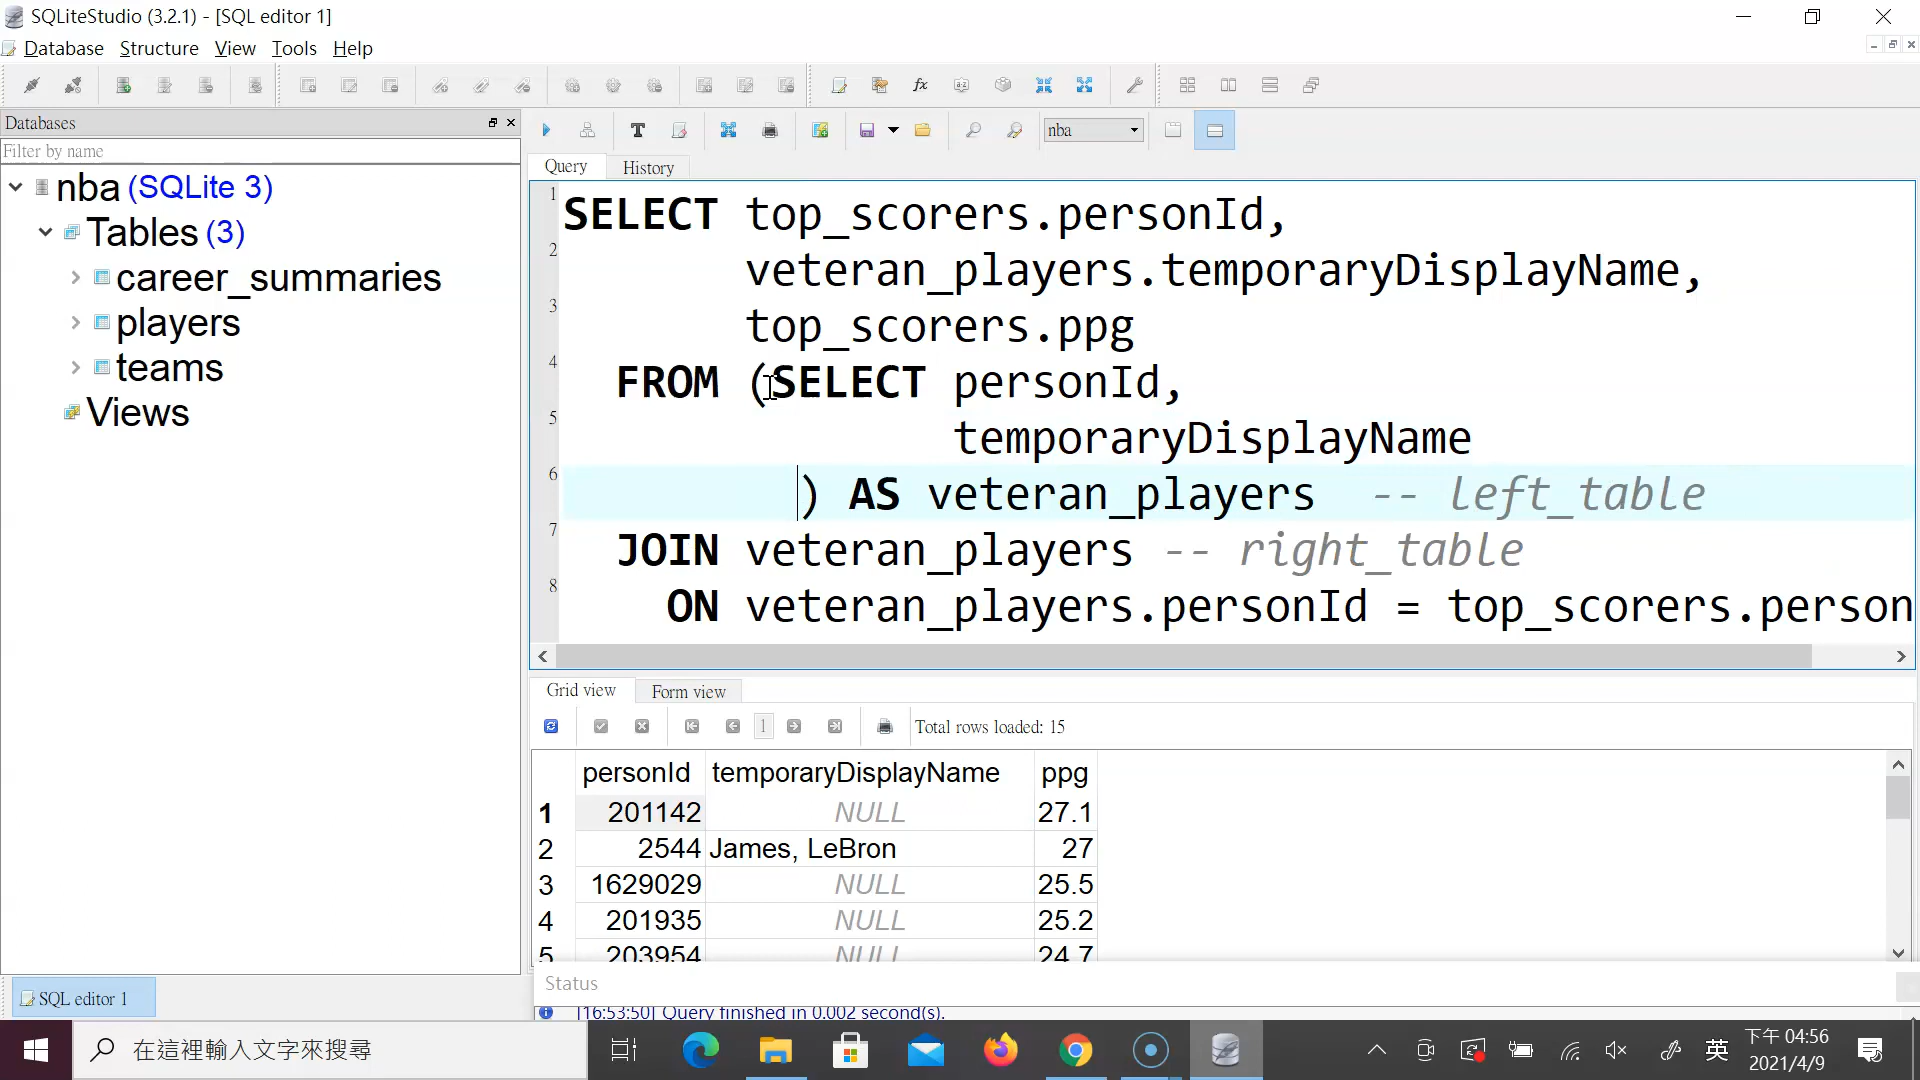 SQLiteStudio (3.2.1) - [SQL editor 1]
Database Structure View Tools Help
Databases
Filter by name
nba (SQLite 3)
Tables (3)
career_summaries
players
teams
Views
nba
Query History
1 SELECT top_scorers.personId,
2 veteran_players.temporaryDisplayName,
3 top_scorers.ppg
4 FROM (SELECT personId,
5 temporaryDisplayName
6 ) AS veteran_players -- left_table
7 JOIN veteran_players -- right_table
8 ON veteran_players.personId = top_scorers.person
Grid view Form view
1 Total rows loaded: 15
personId temporaryDisplayName ppg
1 201142 NULL 27.1
2 2544 James, LeBron 27
3 1629029 NULL 25.5
4 201935 NULL 25.2
5 203954 NULL 24.7
Status
[16:53:50] Query finished in 0.002 second(s).
SQL editor 1
在這裡輸入文字來搜尋
英
下午 04:56
2021/4/9